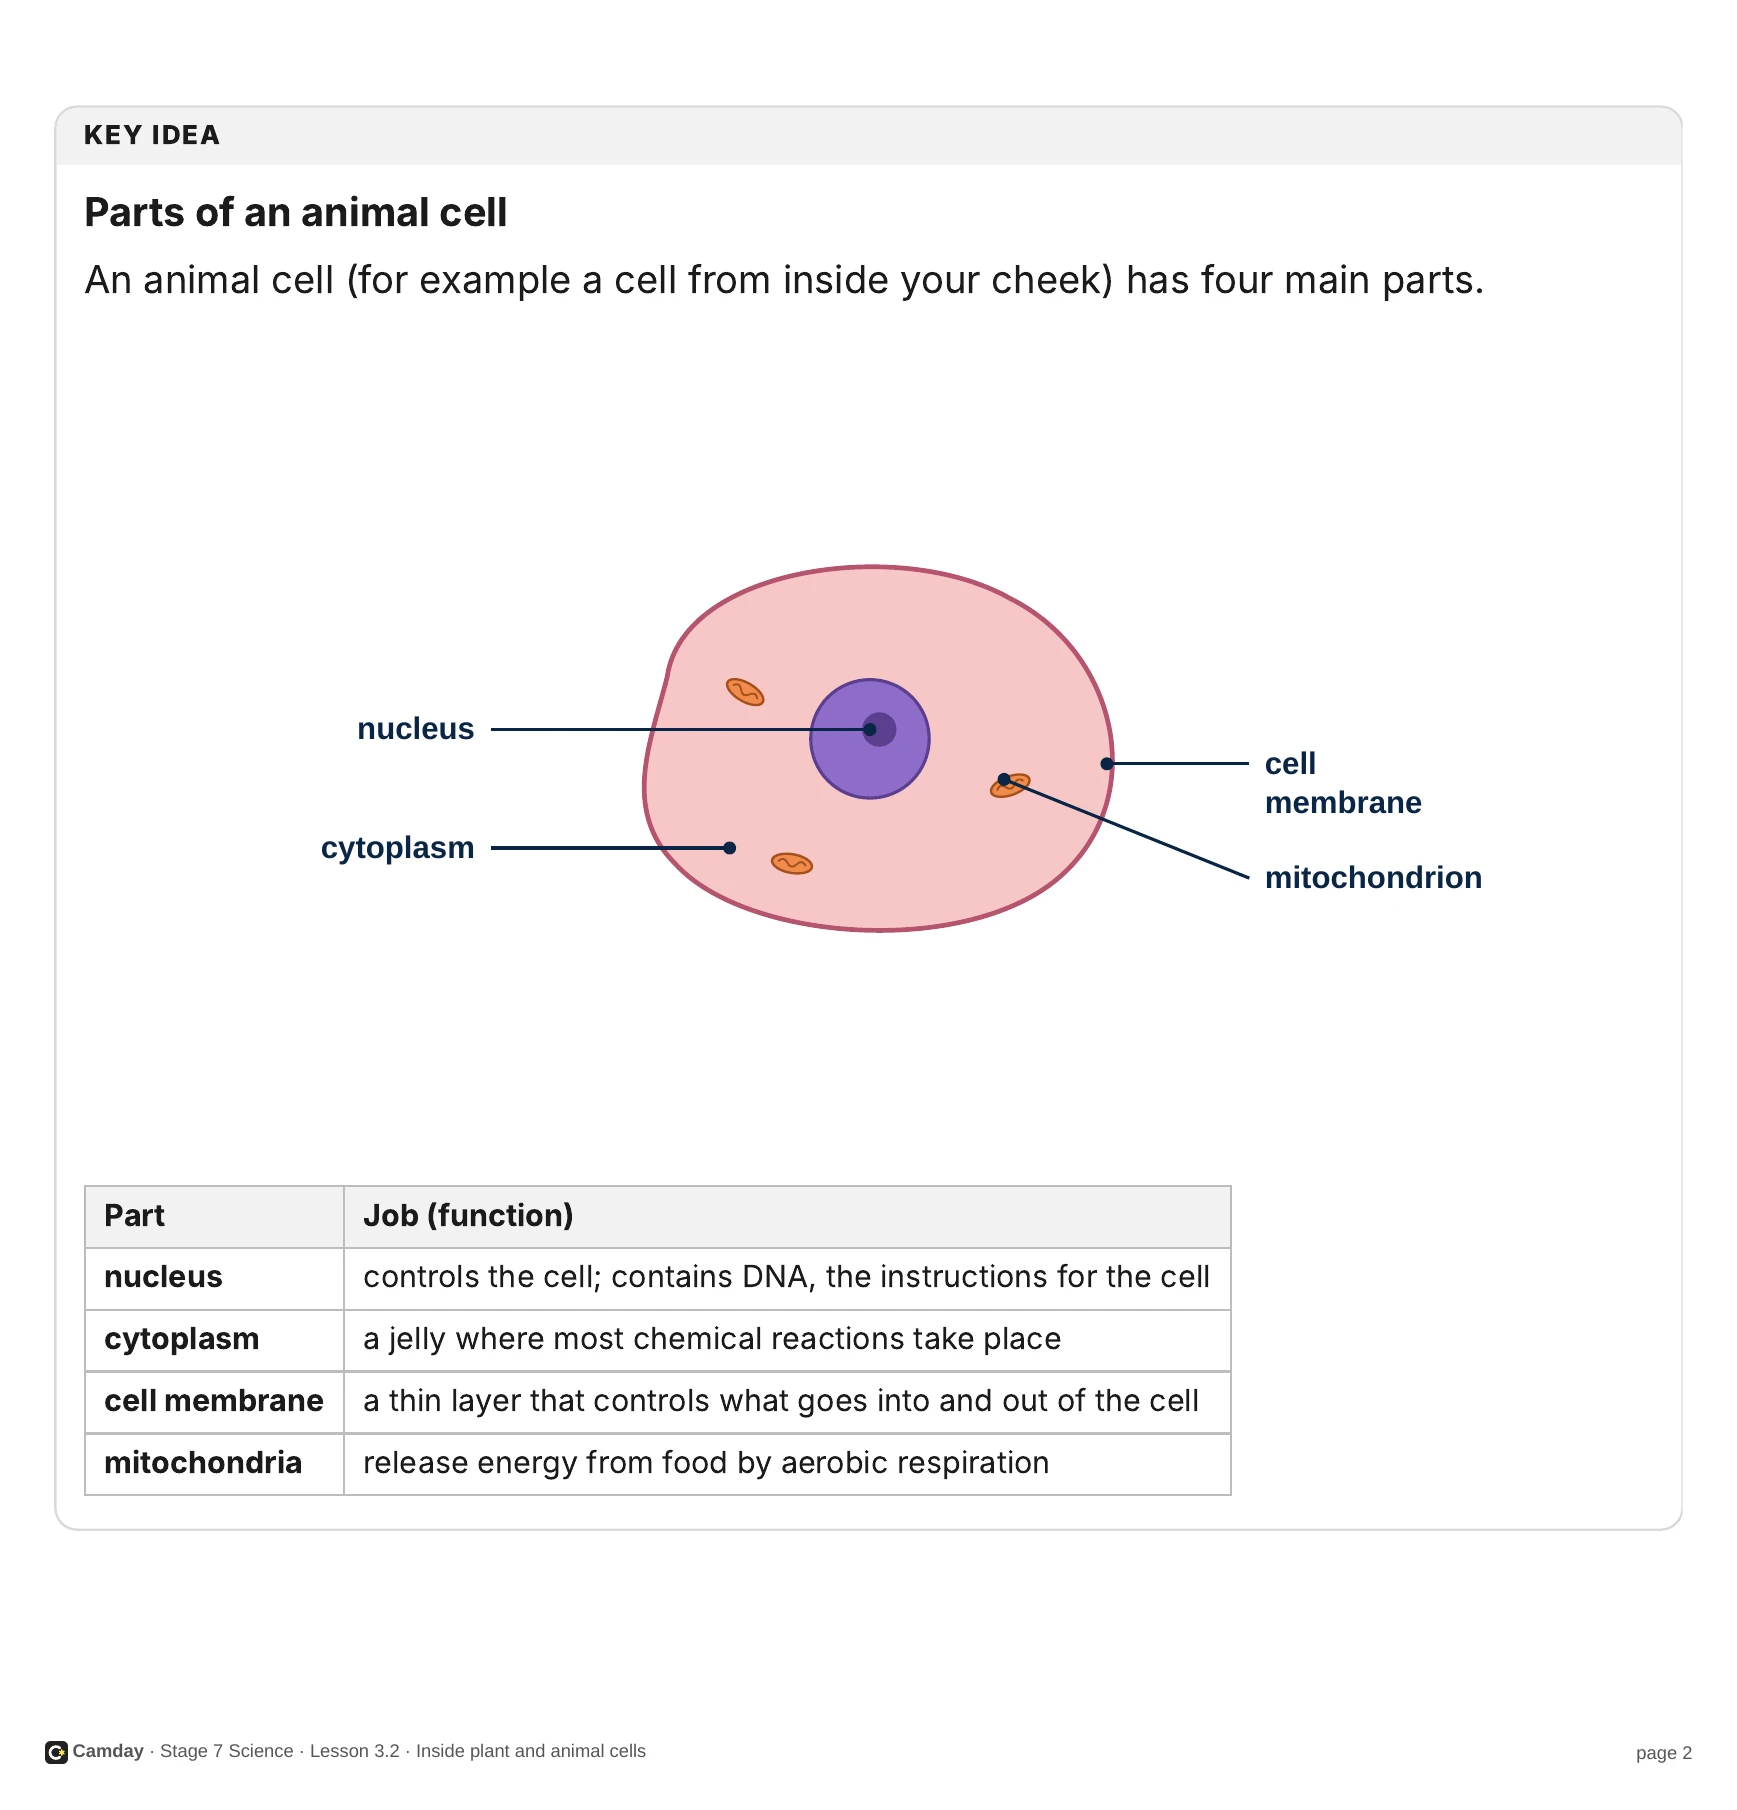 KEY IDEA
Parts of an animal cell
An animal cell (for example a cell from inside your cheek) has four main parts.
nucleus
cell
membrane
cytoplasm
mitochondrion
Part Job (function)
nucleus controls the cell; contains DNA, the instructions for the cell
cytoplasm a jelly where most chemical reactions take place
cell membrane a thin layer that controls what goes into and out of the cell
mitochondria release energy from food by aerobic respiration
Camday · Stage 7 Science · Lesson 3.2 · Inside plant and animal cells
page 2